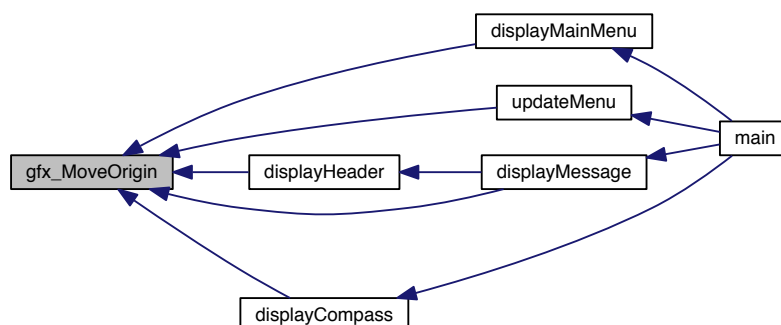 displayMainMenu
updateMenu
main
gfx_MoveOrigin
displayHeader
displayMessage
displayCompass